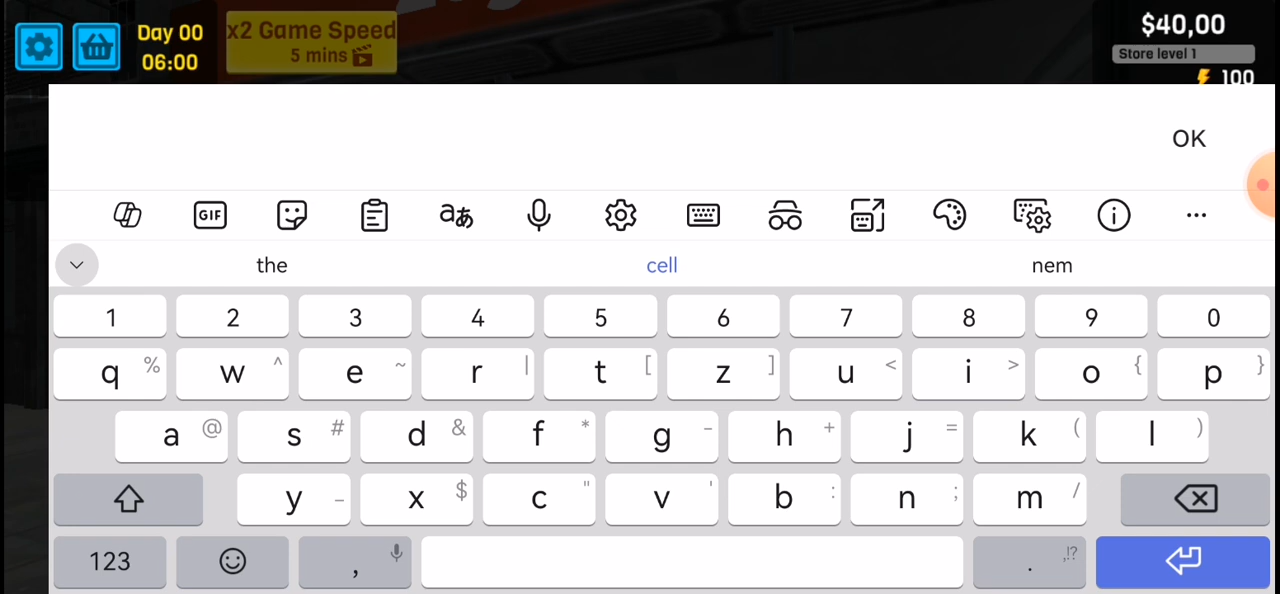 Day 00
06:00
x2 Game Speed
5 mins
$40,00
Store level 1
100
OK
GIF
aあ
the cell nem
1 2 3 4 5 6 7 8 9 0
q % w ^ e ~ r | t [ z ] u < i > o { p }
a @ s # d & f * g - h + j = k ( l )
y _ x $ c " v ' b : n ; m /
123 , . ,!?